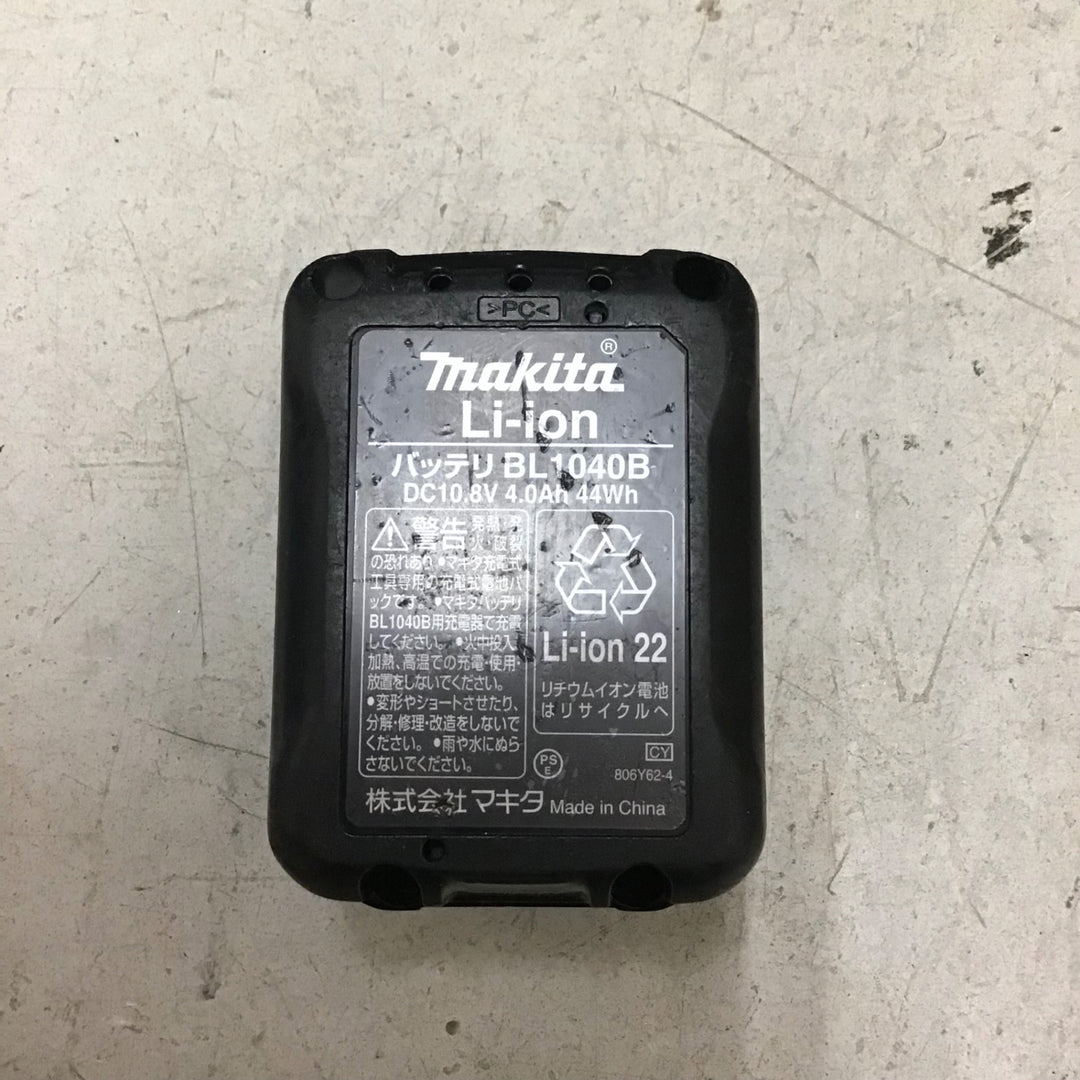 >PC<
makita®
Li-ion
バッテリ BL1040B
DC10.8V 4.0Ah 44Wh
警告 発熱・発
火・破裂
の恐れあり。•マキタ充電式
工具専用の充電式電池パ
ックです。•マキタバッテリ
BL1040B用充電器で充電
してください。•火中投入、
加熱、高温での充電・使用・
放置をしないでください。
•変形やショートさせたり、
分解・修理・改造をしないで
ください。•雨や水にぬら
さないでください。
Li-ion 22
リチウムイオン電池
はリサイクルへ
PS
E
CY
806Y62-4
株式会社マキタ Made in China